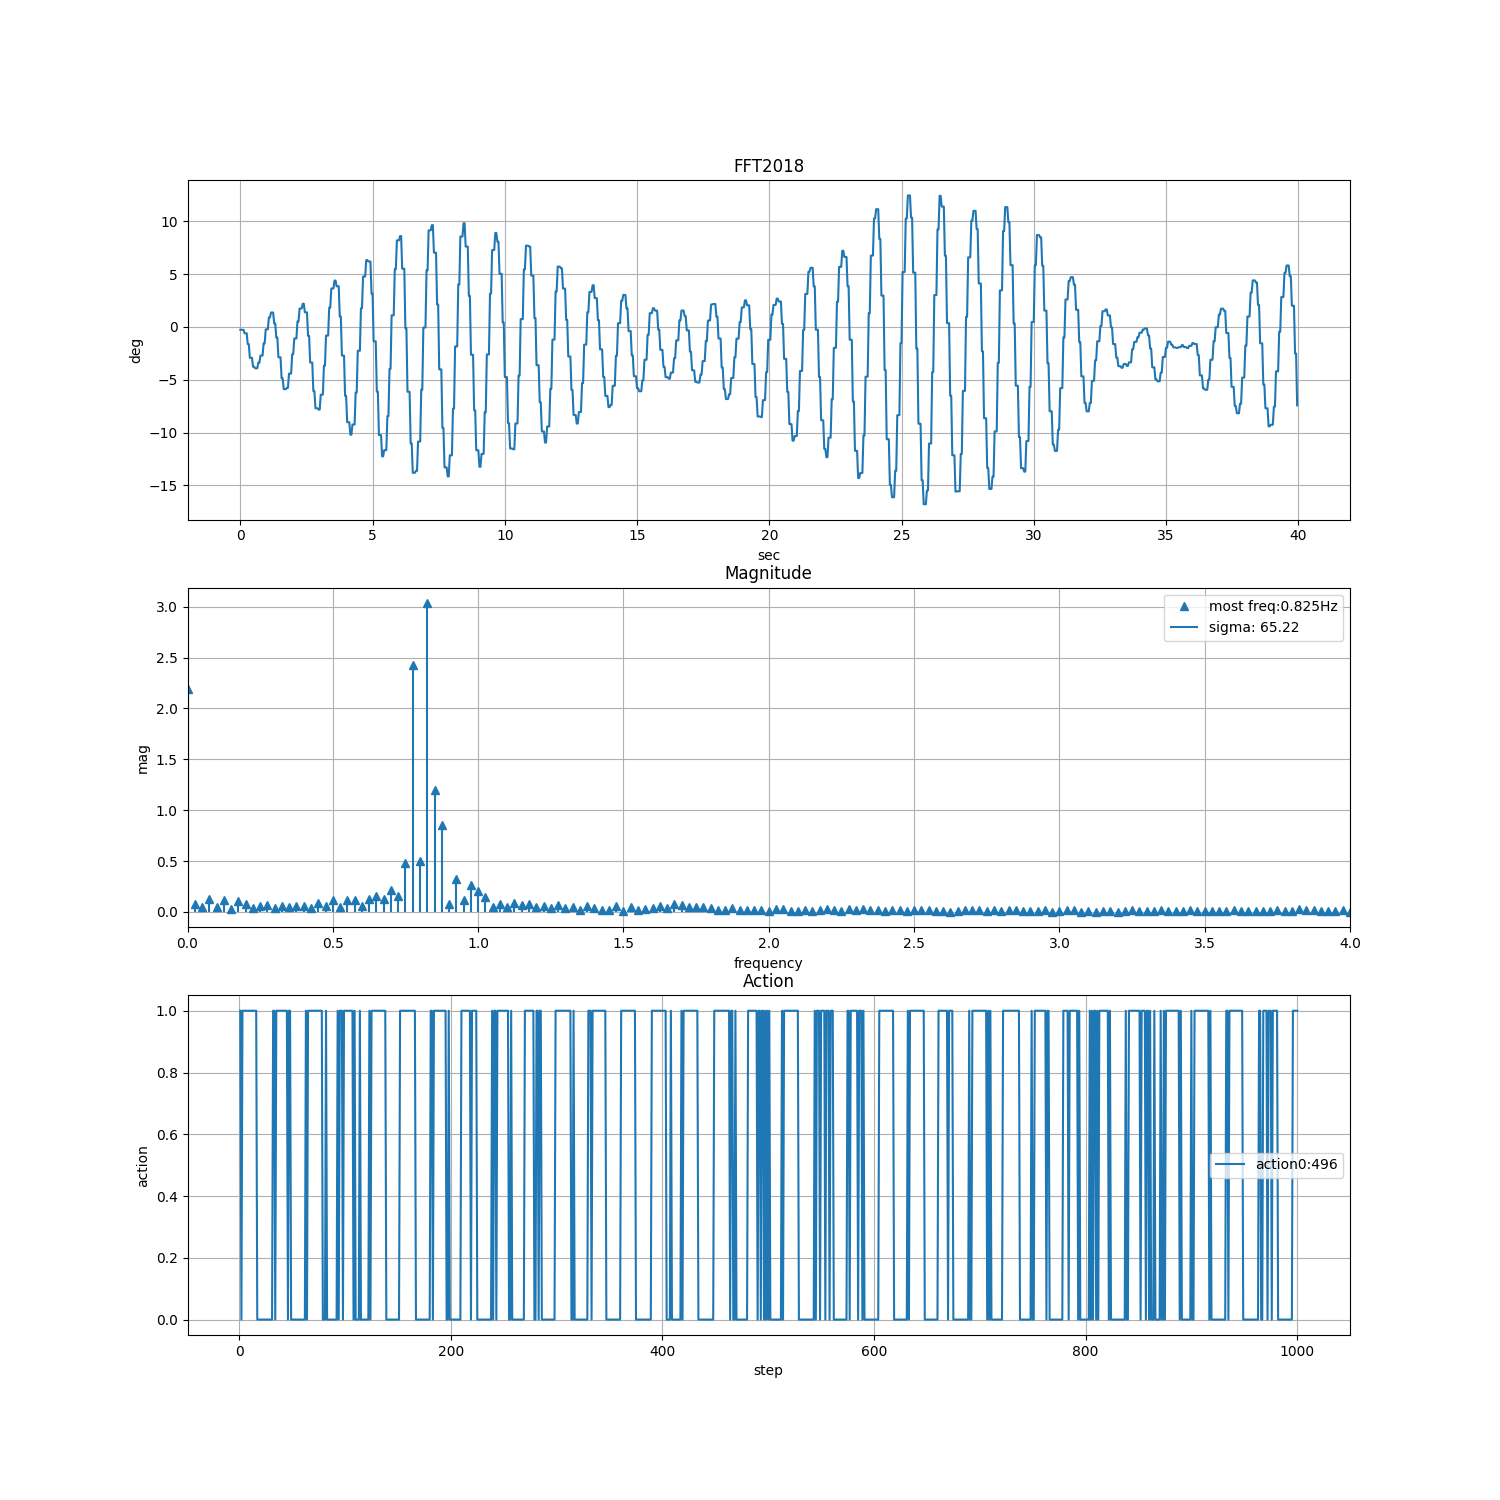 FFT2018
10
5
0
−5
−10
−15
deg
0 5 10 15 20 25 30 35 40
sec
Magnitude
3.0
2.5
2.0
1.5
1.0
0.5
0.0
mag
most freq:0.825Hz
sigma: 65.22
0.0 0.5 1.0 1.5 2.0 2.5 3.0 3.5 4.0
frequency
Action
1.0
0.8
0.6
0.4
0.2
0.0
action
action0:496
0 200 400 600 800 1000
step